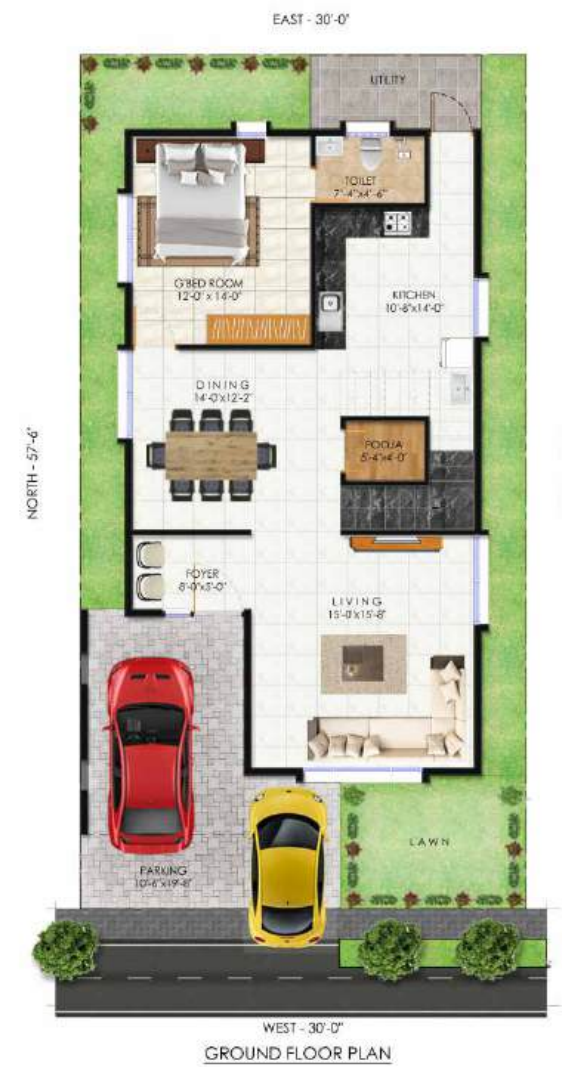 EAST - 30'-0"
UTILITY
TOILET
7'-4"x4'-6"
G'BED ROOM
12'-0" x 14'-0"
KITCHEN
10'-8"x14'-0"
DINING
14'-0"x12'-2"
POOJA
5'-4"x4'-0"
NORTH - 57'-6"
FOYER
8'-0"x5'-0"
LIVING
15'-0"x15'-8"
LAWN
PARKING
10'-6"x19'-8"
WEST - 30'-0"
GROUND FLOOR PLAN